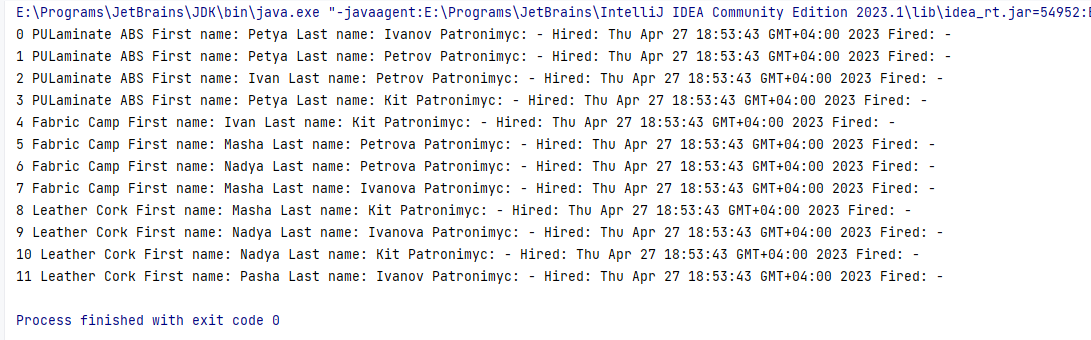 E:\Programs\JetBrains\JDK\bin\java.exe "-javaagent:E:\Programs\JetBrains\IntelliJ IDEA Community Edition 2023.1\lib\idea_rt.jar=54952:E
0 PULaminate ABS First name: Petya Last name: Ivanov Patronimyc: - Hired: Thu Apr 27 18:53:43 GMT+04:00 2023 Fired: -
1 PULaminate ABS First name: Petya Last name: Petrov Patronimyc: - Hired: Thu Apr 27 18:53:43 GMT+04:00 2023 Fired: -
2 PULaminate ABS First name: Ivan Last name: Petrov Patronimyc: - Hired: Thu Apr 27 18:53:43 GMT+04:00 2023 Fired: -
3 PULaminate ABS First name: Petya Last name: Kit Patronimyc: - Hired: Thu Apr 27 18:53:43 GMT+04:00 2023 Fired: -
4 Fabric Camp First name: Ivan Last name: Kit Patronimyc: - Hired: Thu Apr 27 18:53:43 GMT+04:00 2023 Fired: -
5 Fabric Camp First name: Masha Last name: Petrova Patronimyc: - Hired: Thu Apr 27 18:53:43 GMT+04:00 2023 Fired: -
6 Fabric Camp First name: Nadya Last name: Petrova Patronimyc: - Hired: Thu Apr 27 18:53:43 GMT+04:00 2023 Fired: -
7 Fabric Camp First name: Masha Last name: Ivanova Patronimyc: - Hired: Thu Apr 27 18:53:43 GMT+04:00 2023 Fired: -
8 Leather Cork First name: Masha Last name: Kit Patronimyc: - Hired: Thu Apr 27 18:53:43 GMT+04:00 2023 Fired: -
9 Leather Cork First name: Nadya Last name: Ivanova Patronimyc: - Hired: Thu Apr 27 18:53:43 GMT+04:00 2023 Fired: -
10 Leather Cork First name: Nadya Last name: Kit Patronimyc: - Hired: Thu Apr 27 18:53:43 GMT+04:00 2023 Fired: -
11 Leather Cork First name: Pasha Last name: Ivanov Patronimyc: - Hired: Thu Apr 27 18:53:43 GMT+04:00 2023 Fired: -
Process finished with exit code 0